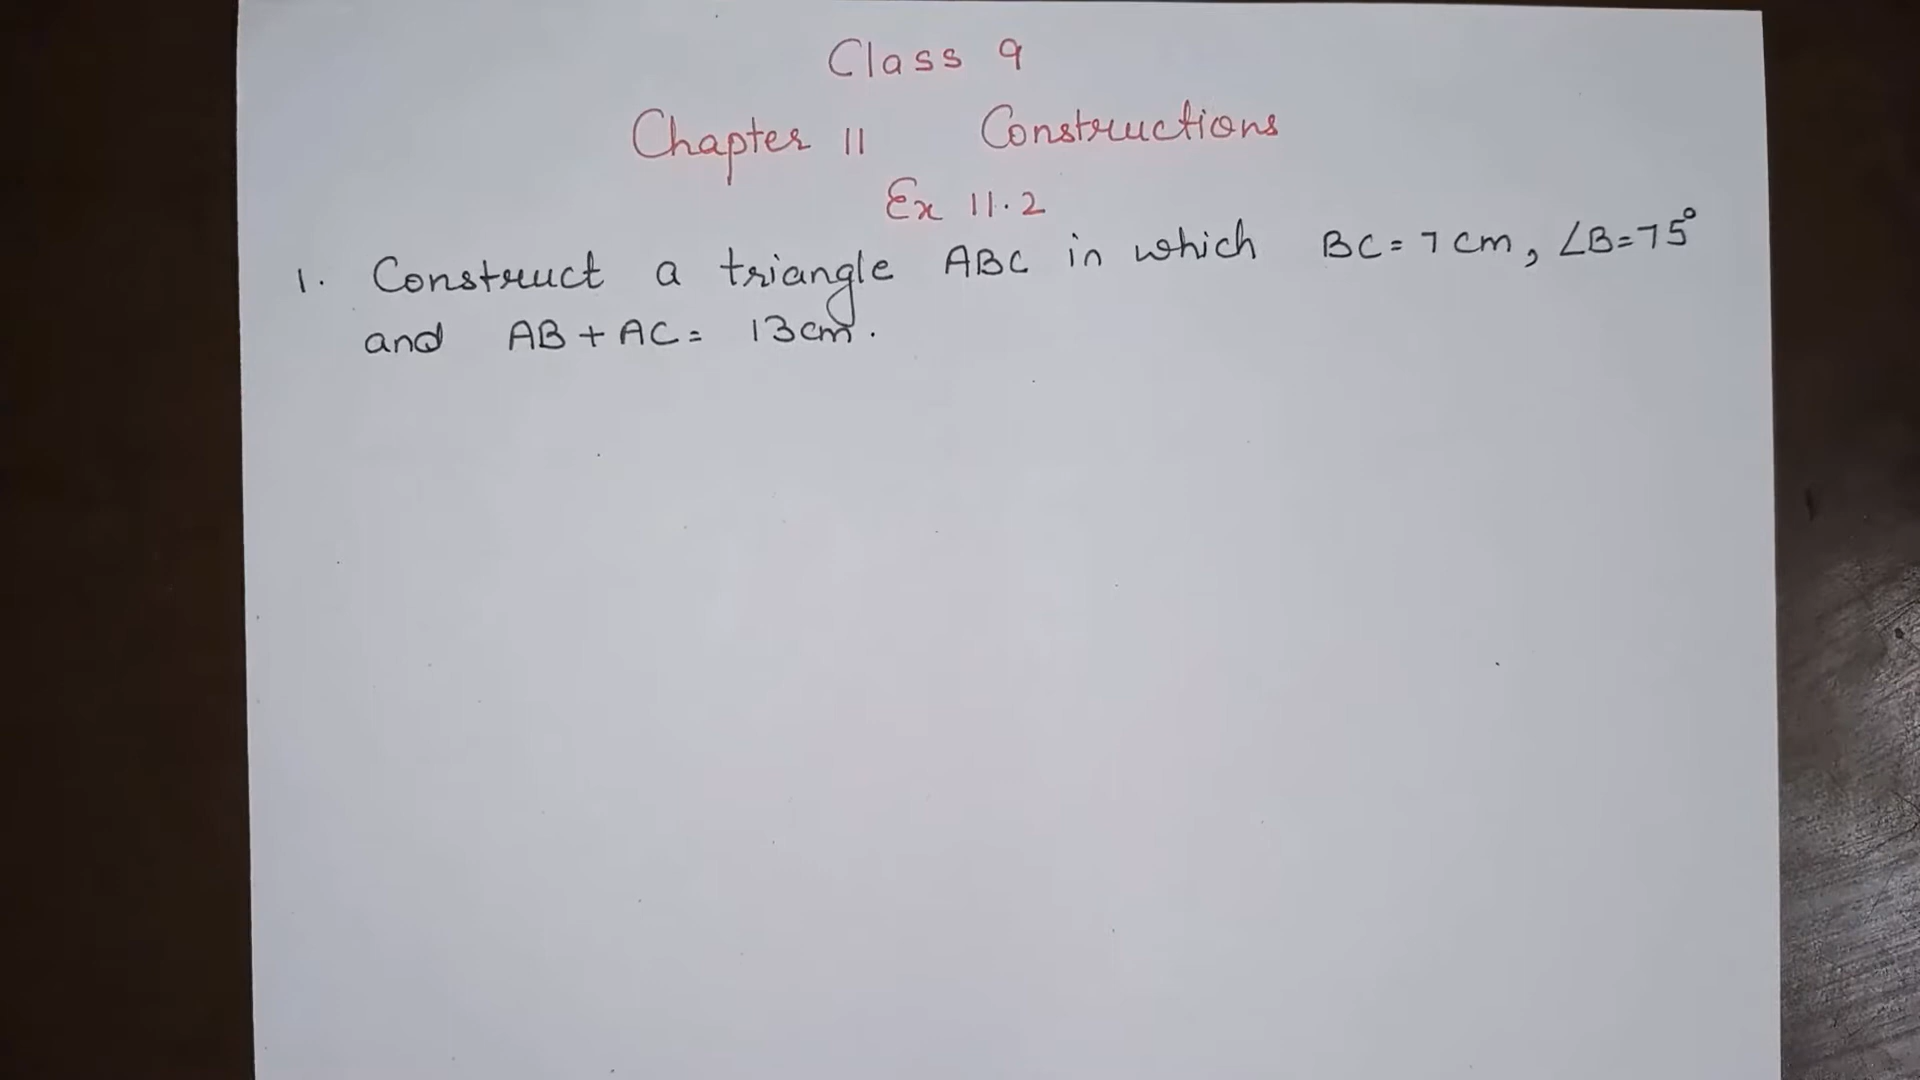 Class 9
Chapter 11 Constructions
Ex 11.2
1. Construct a triangle ABC in which BC = 7 cm, ∠B=75°
and AB + AC = 13cm.